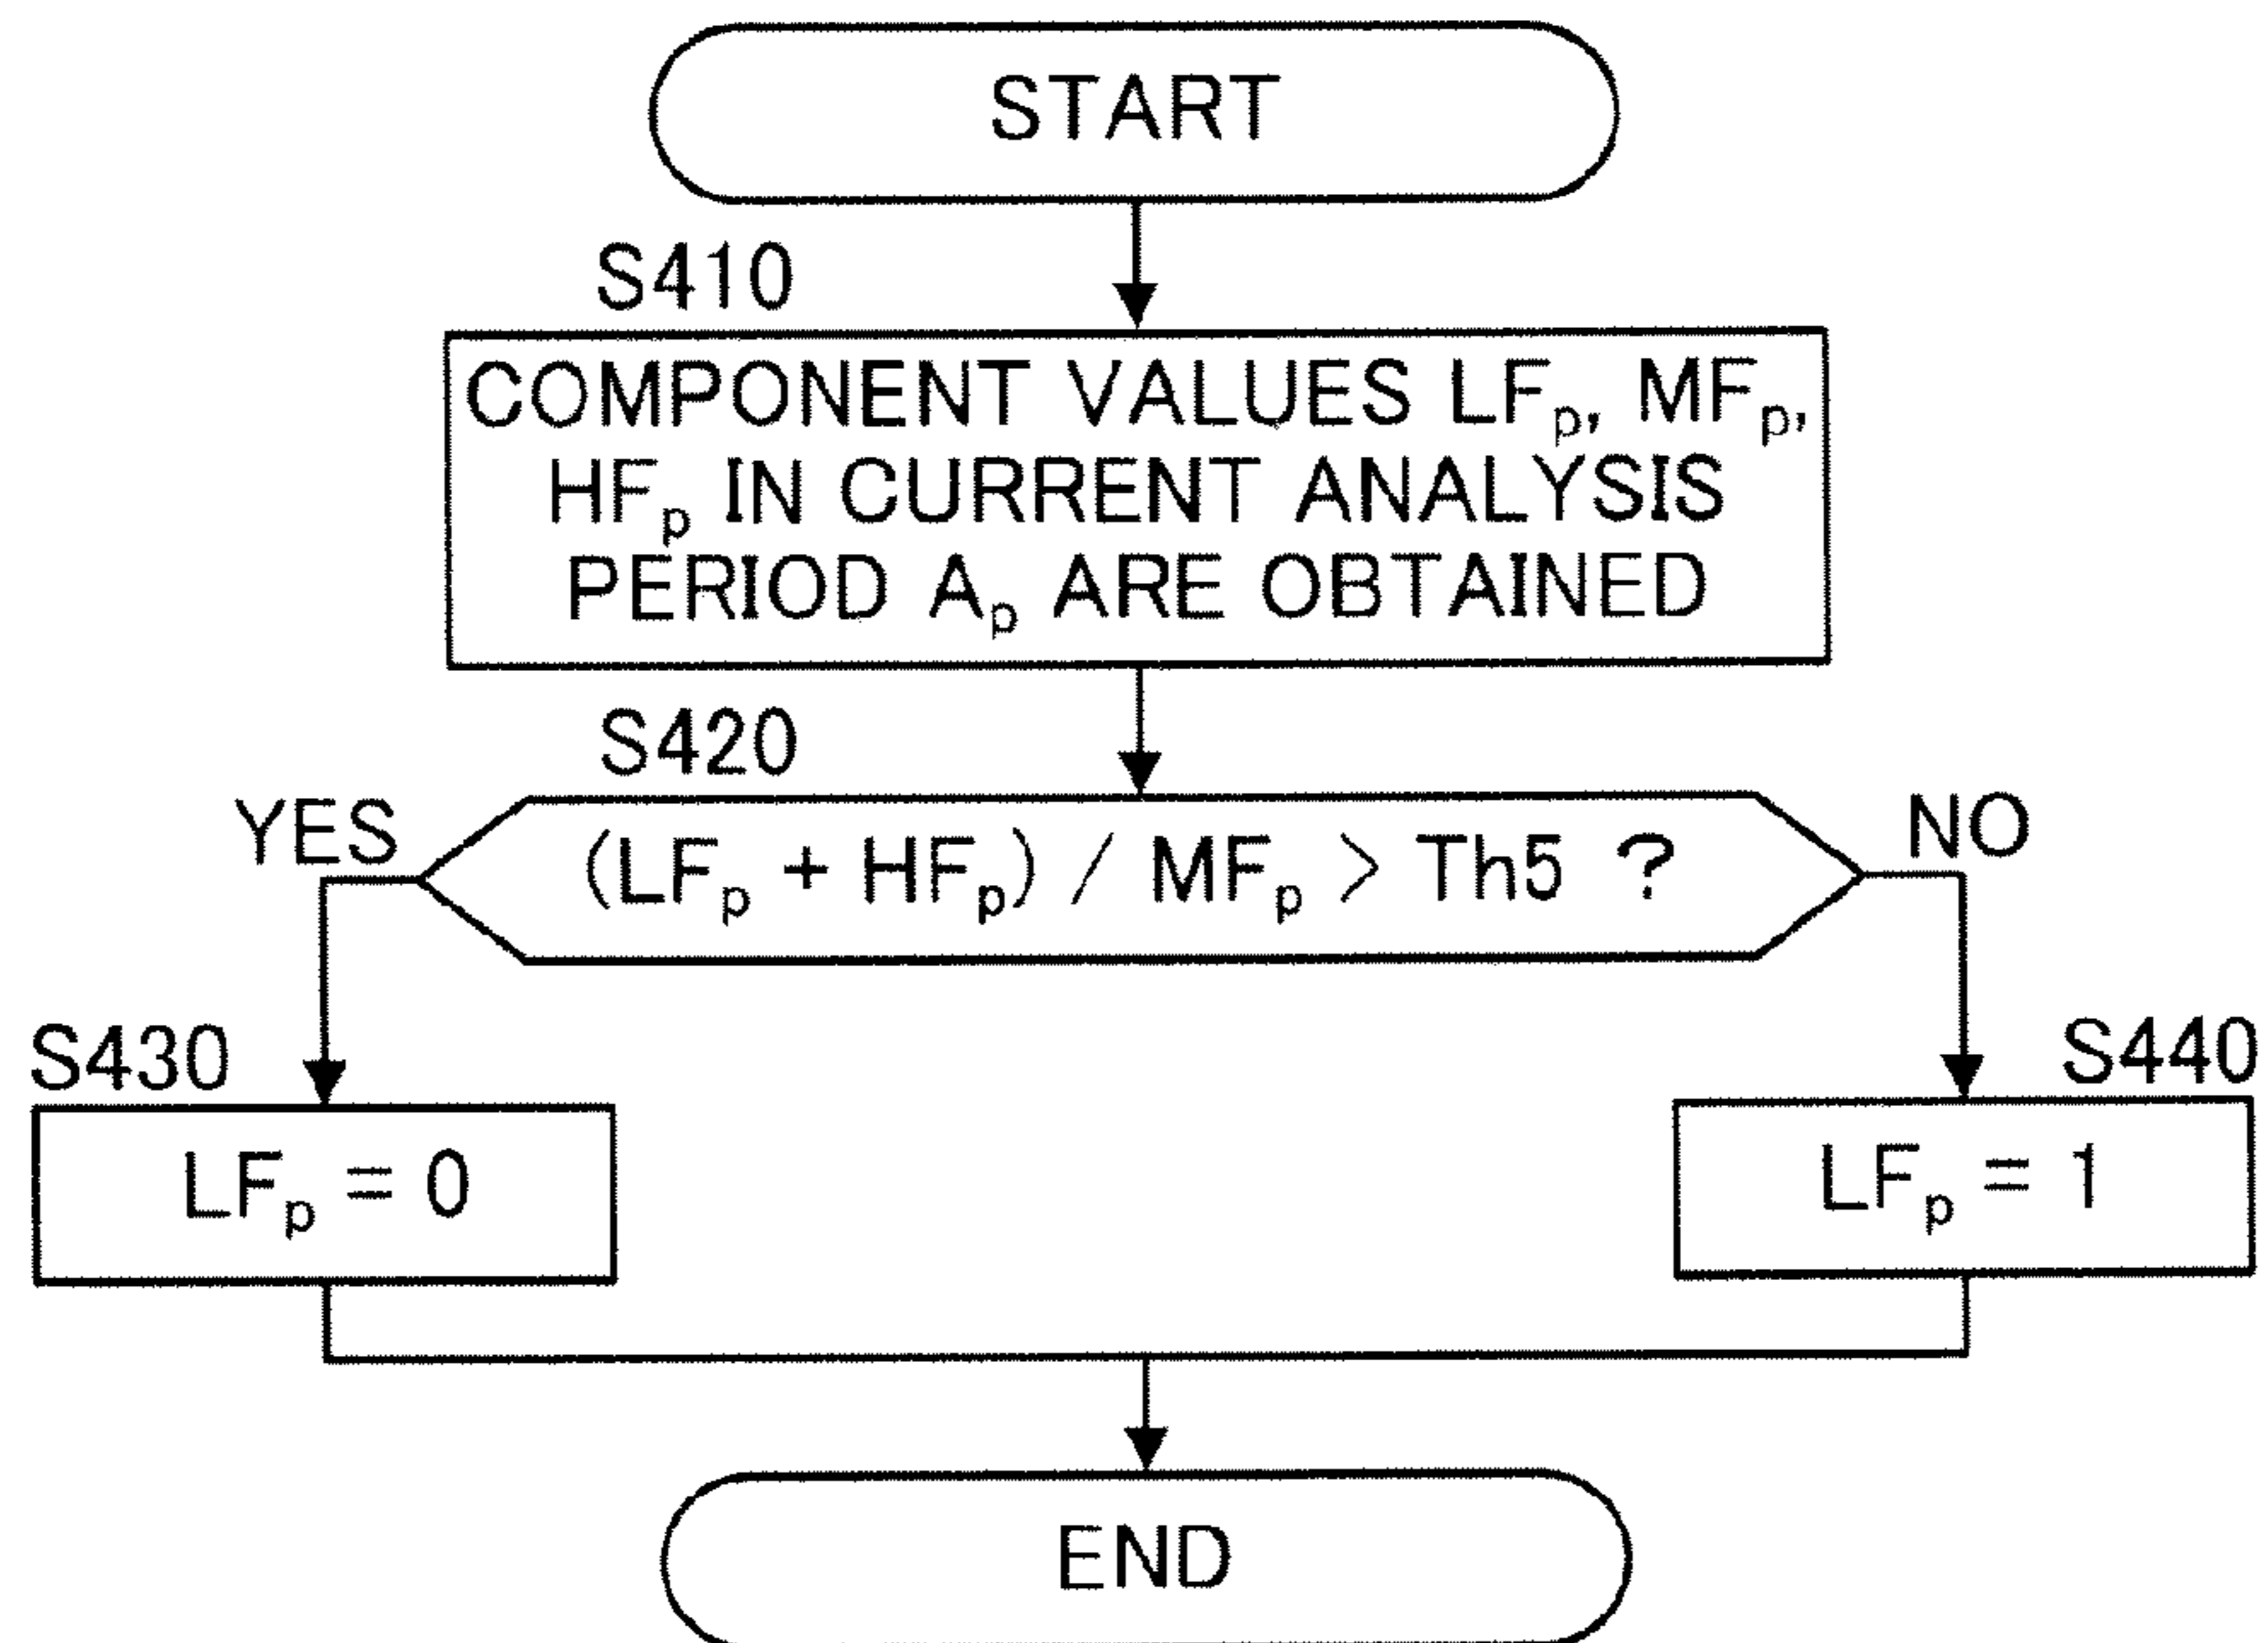 START
S410
COMPONENT VALUES LFₚ, MFₚ,
HFₚ IN CURRENT ANALYSIS
PERIOD Aₚ ARE OBTAINED
S420
YES
(LFₚ + HFₚ) / MFₚ > Th5 ?
NO
S430
S440
LFₚ = 0
LFₚ = 1
END